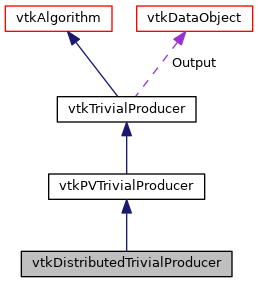 vtkAlgorithm
vtkDataObject
Output
vtkTrivialProducer
vtkPVTrivialProducer
vtkDistributedTrivialProducer